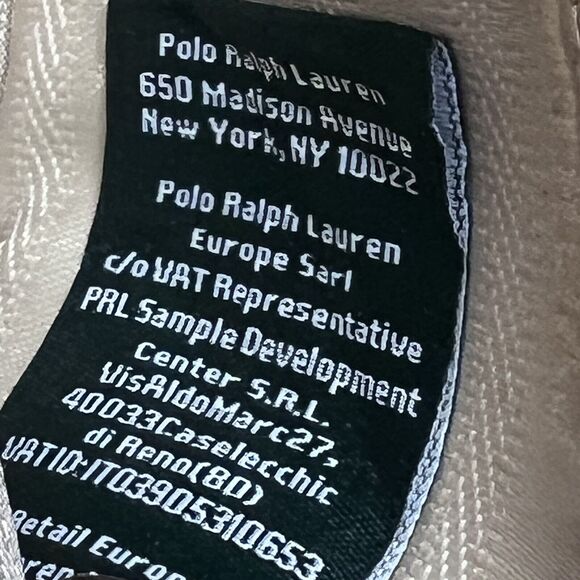 Polo Ralph Lauren
650 Madison Avenue
New York, NY 10022
Polo Ralph Lauren
Europe Sarl
c/o VAT Representative
PRL Sample Development
Center S.R.L.
VisAldoMarc27,
40033Caselecchic
di Reno(BO)
VATID:IT03905310653
Retail Europ